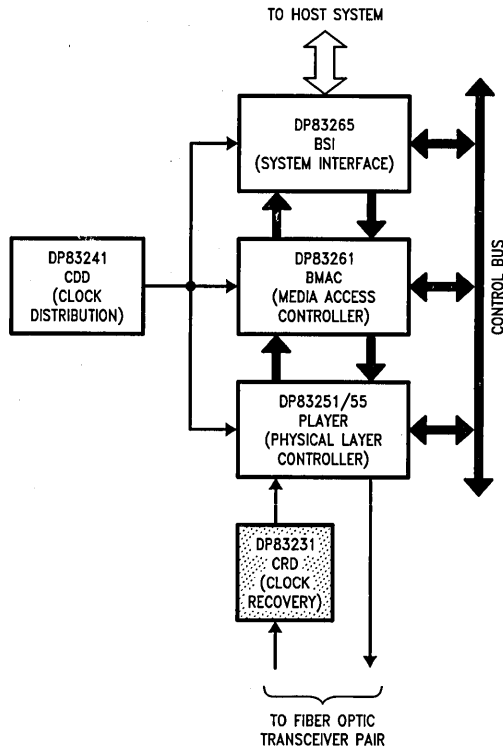 TO HOST SYSTEM
DP83265
BSI
(SYSTEM INTERFACE)
DP83241
CDD
(CLOCK
DISTRIBUTION)
DP83261
BMAC
(MEDIA ACCESS
CONTROLLER)
CONTROL BUS
DP83251/55
PLAYER
(PHYSICAL LAYER
CONTROLLER)
DP83231
CRD
(CLOCK
RECOVERY)
TO FIBER OPTIC
TRANSCEIVER PAIR